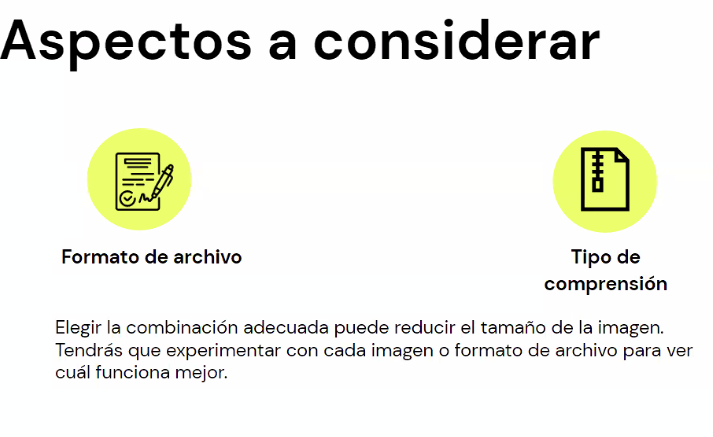 Aspectos a considerar
Formato de archivo
Tipo de
comprensión
Elegir la combinación adecuada puede reducir el tamaño de la imagen.
Tendrás que experimentar con cada imagen o formato de archivo para ver
cuál funciona mejor.